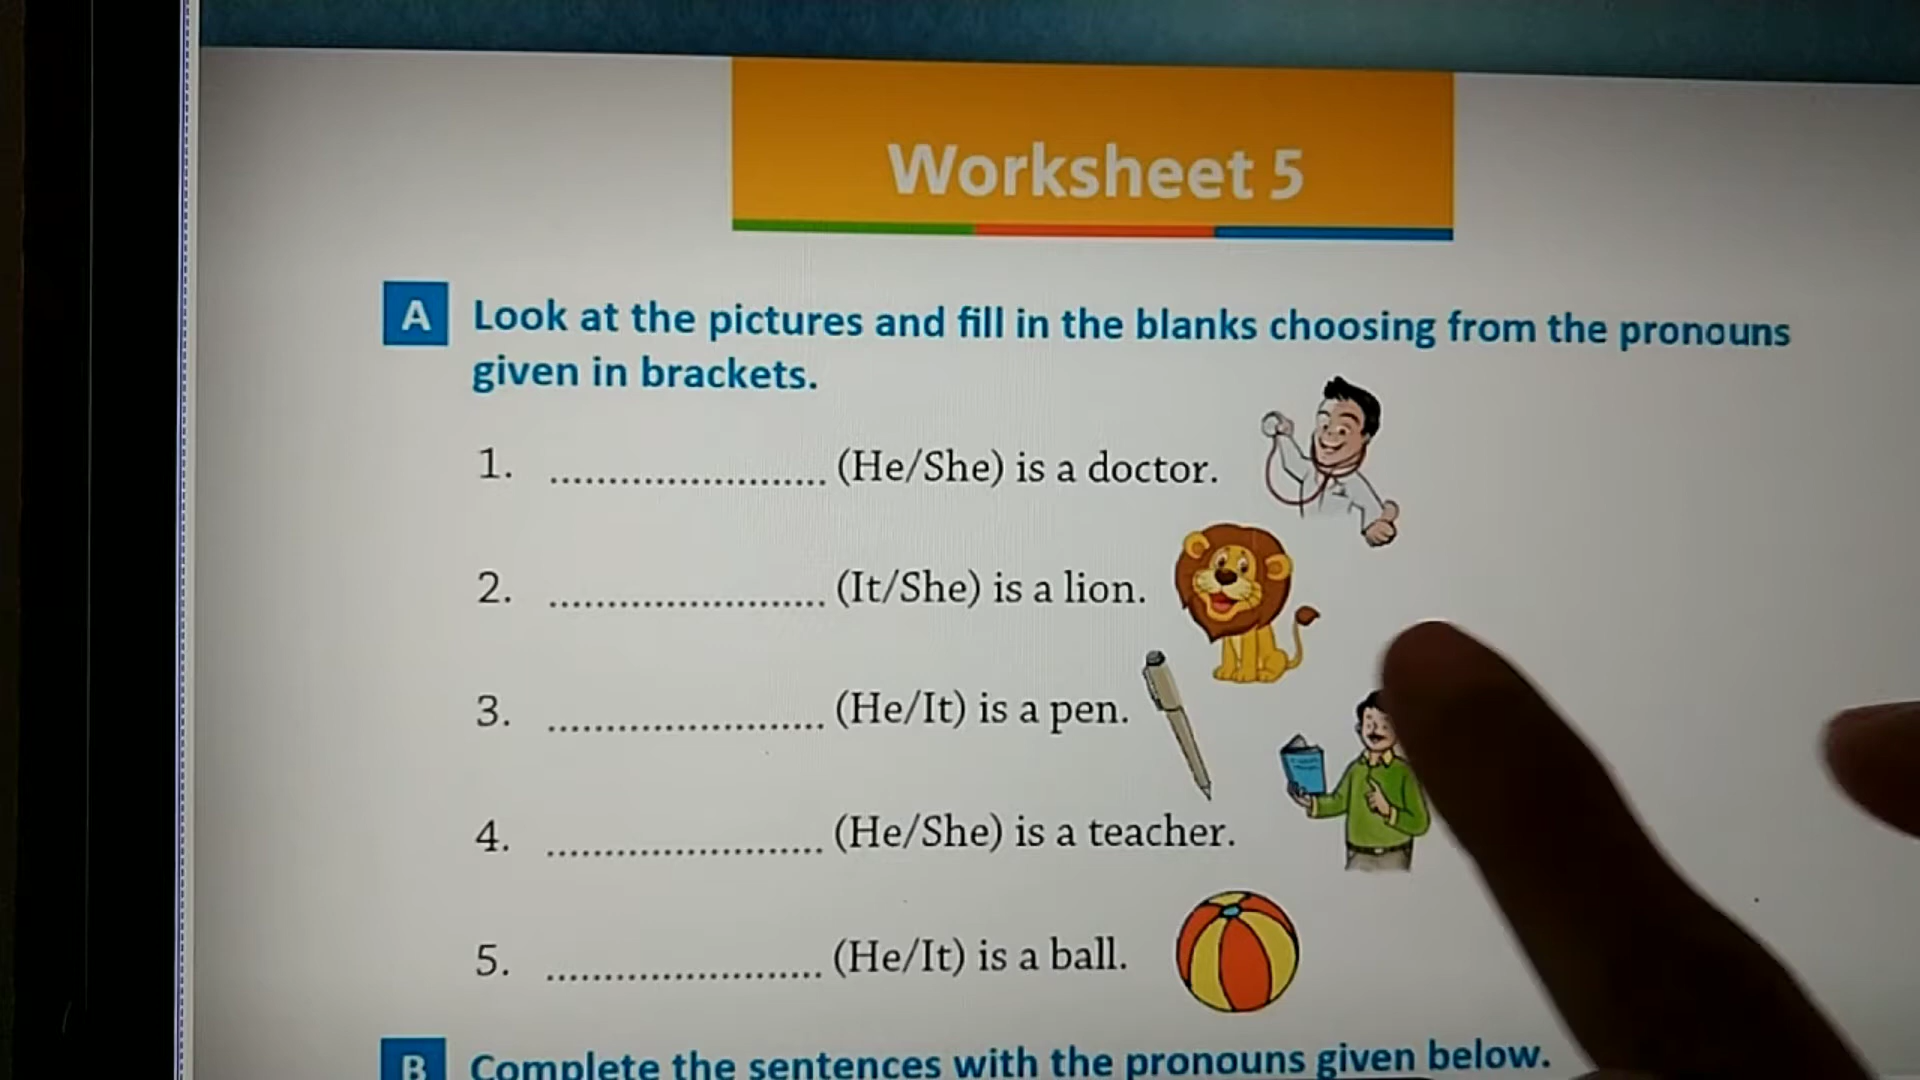 Worksheet 5
A Look at the pictures and fill in the blanks choosing from the pronouns
given in brackets.
1. ........................ (He/She) is a doctor.
2. ........................ (It/She) is a lion.
3. ........................ (He/It) is a pen.
4. ........................ (He/She) is a teacher.
5. ........................ (He/It) is a ball.
B Complete the sentences with the pronouns given below.